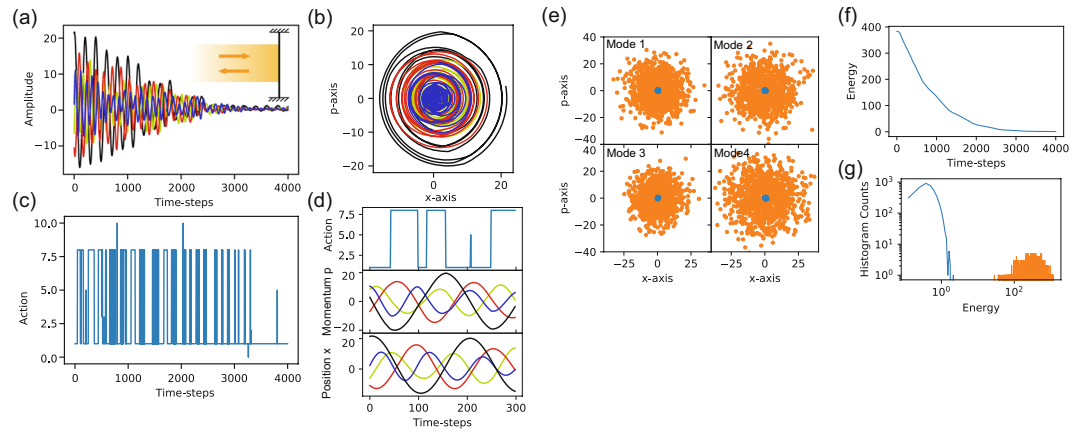 (a)
20
10
0
−10
Amplitude
0 1000 2000 3000 4000
Time-steps
(b)
20
10
0
−10
−20
p-axis
0 20
x-axis
(c)
10.0
7.5
5.0
2.5
0.0
Action
0 1000 2000 3000 4000
Time-steps
(d)
7.5
5.0
2.5
Action
20
0
−20
Momentum p
20
0
Position x
0 100 200 300
Time-steps
(e)
Mode 1
Mode 2
Mode 3
Mode4
40
20
0
−20
−40
p-axis
20
0
−20
−40
p-axis
−25 0 25
x-axis
−25 0 25
x-axis
(f)
400
300
200
100
0
Energy
0 1000 2000 3000 4000
Time-steps
(g)
10³
10²
10¹
10⁰
Histogram Counts
10⁰ 10²
Energy